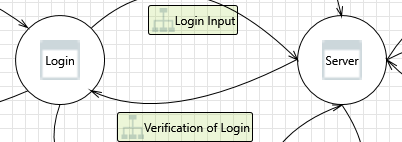 Login Input
Login
Server
Verification of Login